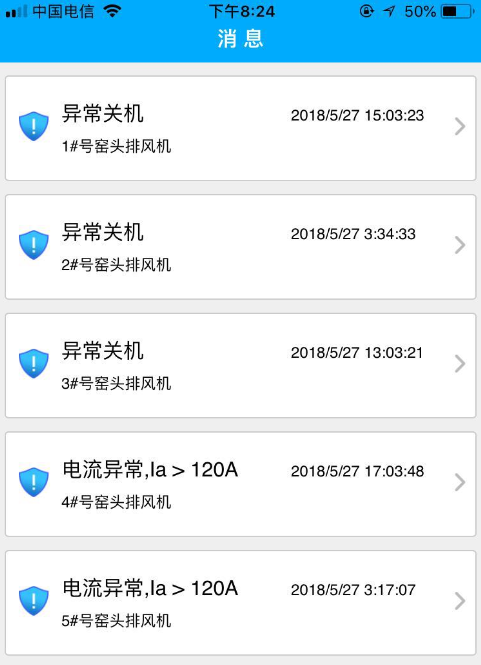 中国电信 下午8:24 50%
消息
异常关机 2018/5/27 15:03:23
1#号窑头排风机
异常关机 2018/5/27 3:34:33
2#号窑头排风机
异常关机 2018/5/27 13:03:21
3#号窑头排风机
电流异常,Ia > 120A 2018/5/27 17:03:48
4#号窑头排风机
电流异常,Ia > 120A 2018/5/27 3:17:07
5#号窑头排风机